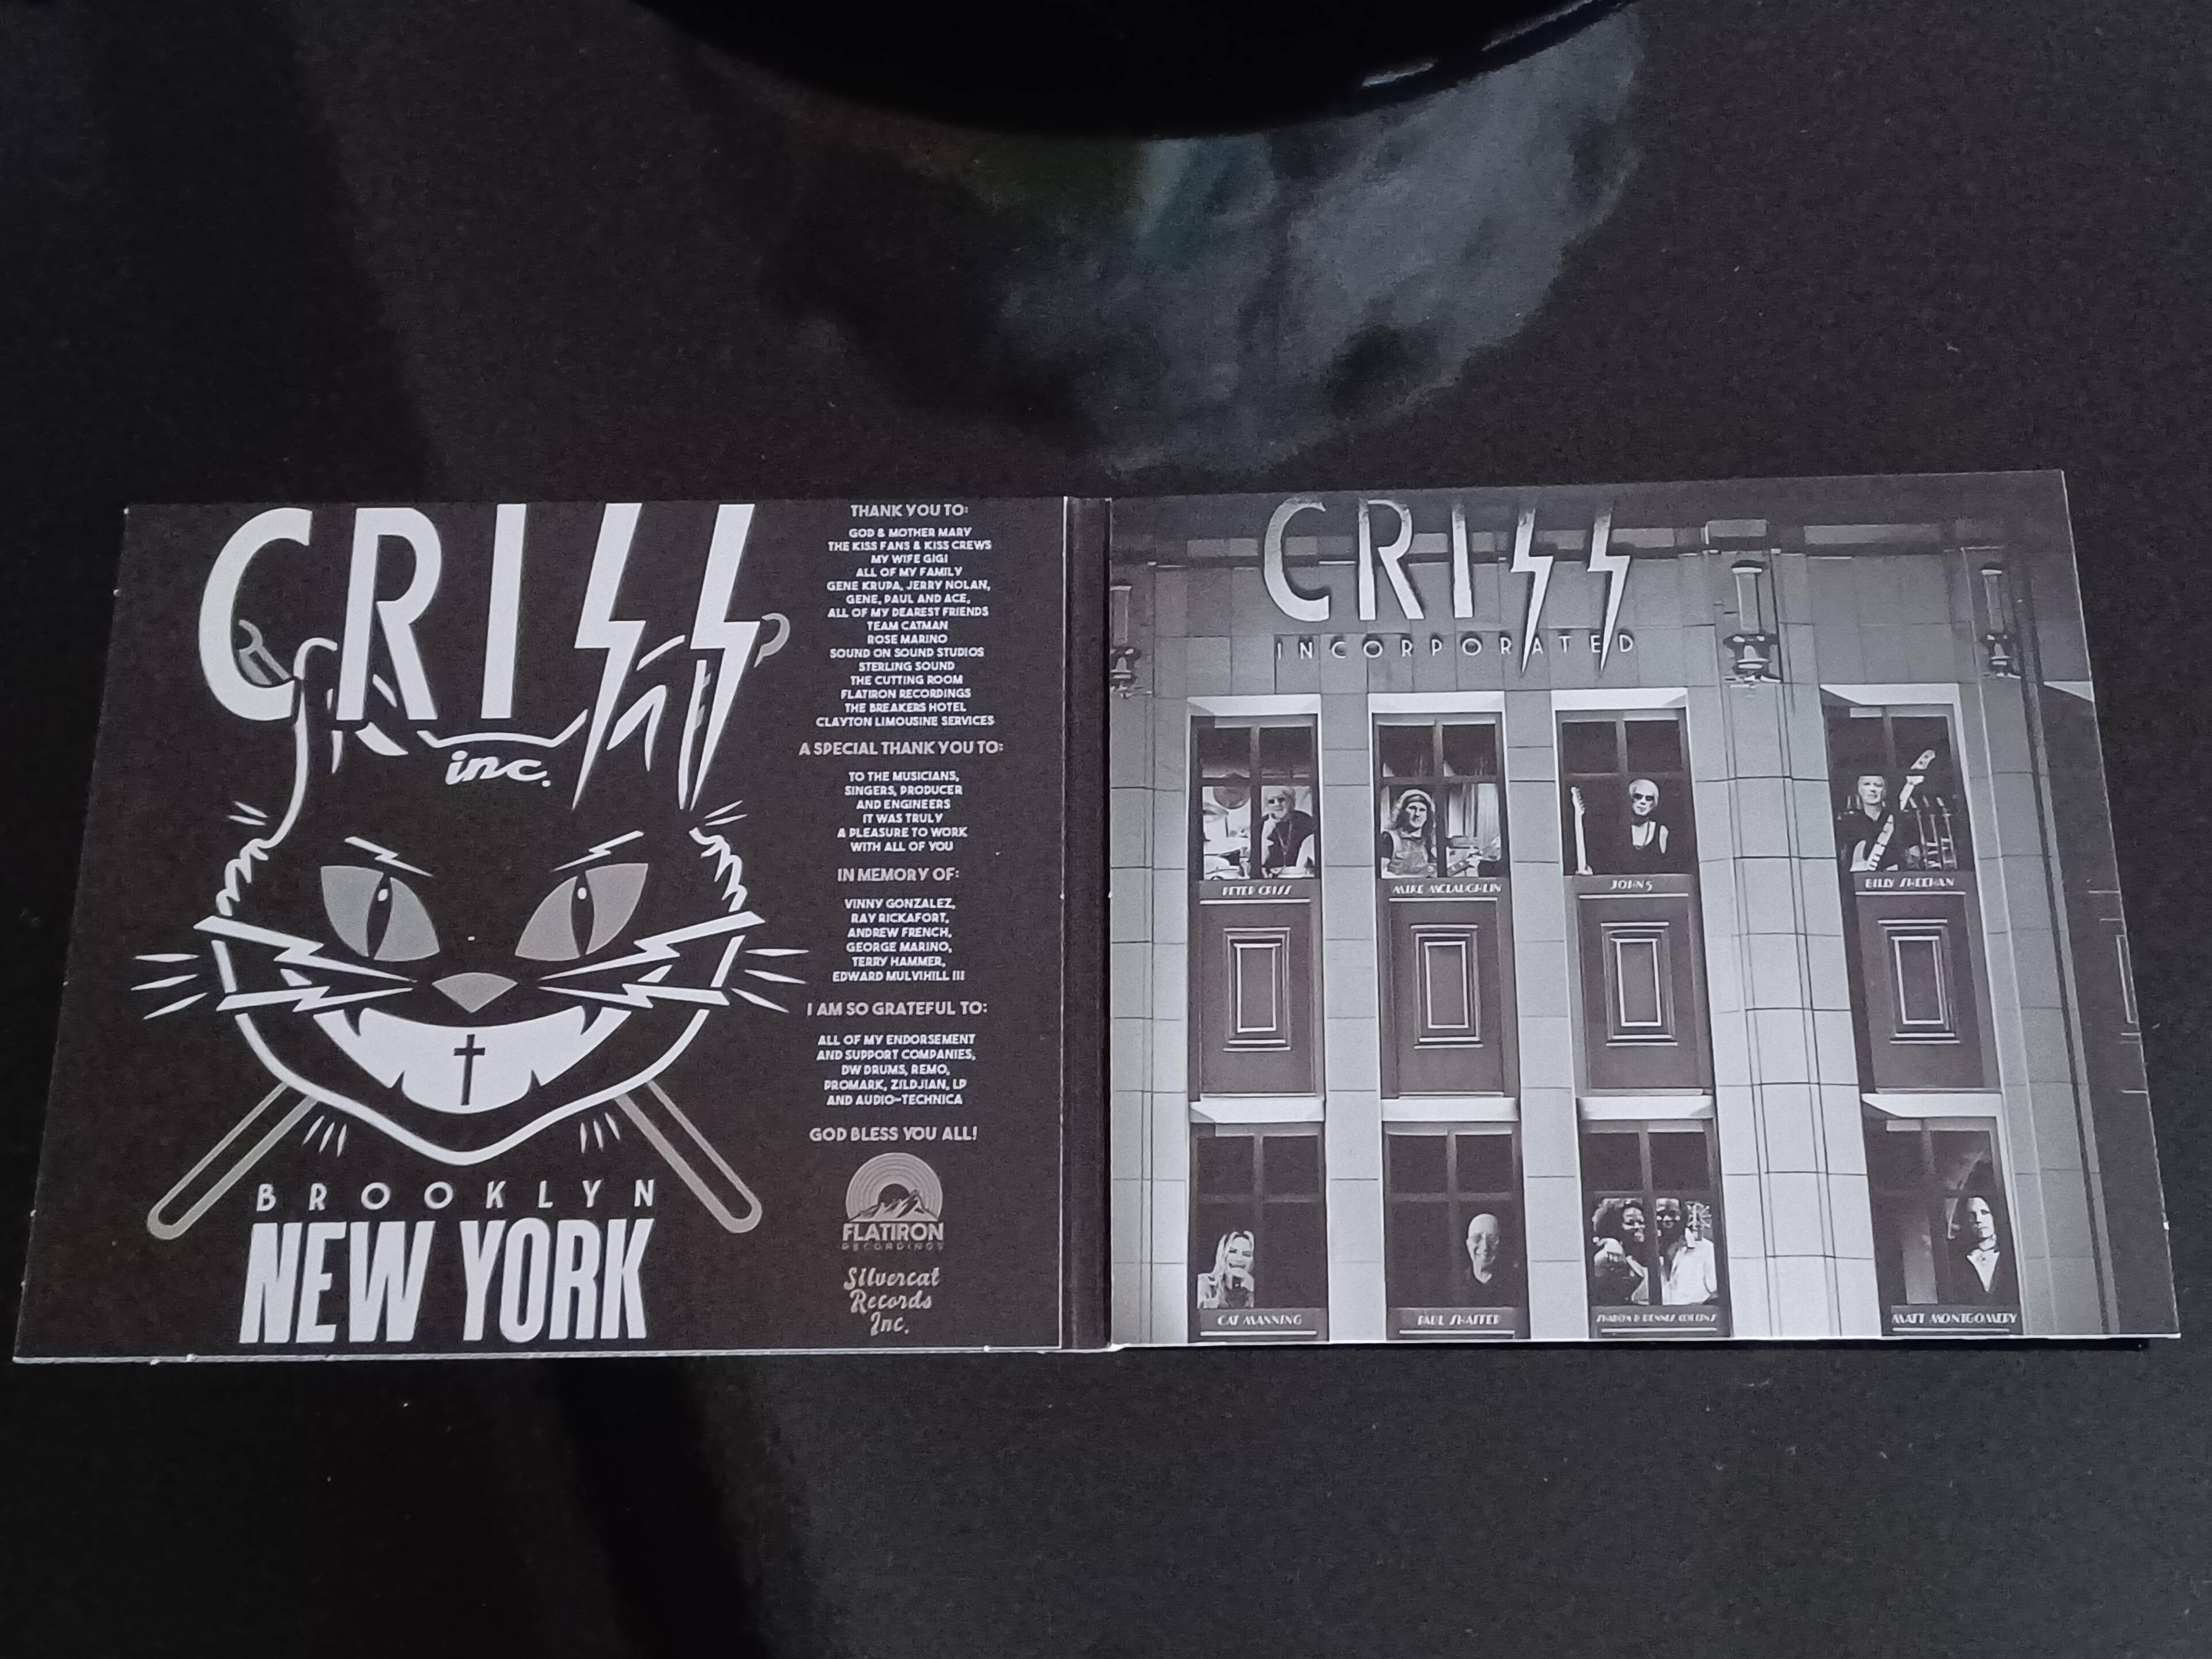 CRISS
inc.
BROOKLYN
NEW YORK
THANK YOU TO:
GOD & MOTHER MARY
THE KISS FANS & KISS CREWS
MY WIFE GIGI
ALL OF MY FAMILY
GENE KRUPA, JERRY NOLAN,
GENE, PAUL AND ACE,
ALL OF MY DEAREST FRIENDS
TEAM CATMAN
ROSE MARINO
SOUND ON SOUND STUDIOS
STERLING SOUND
THE CUTTING ROOM
FLATIRON RECORDINGS
THE BREAKERS HOTEL
CLAYTON LIMOUSINE SERVICES
A SPECIAL THANK YOU TO:
TO THE MUSICIANS,
SINGERS, PRODUCER
AND ENGINEERS
IT WAS TRULY
A PLEASURE TO WORK
WITH ALL OF YOU
IN MEMORY OF:
VINNY GONZALEZ,
RAY RICKAFORT,
ANDREW FRENCH,
GEORGE MARINO,
TERRY HAMMER,
EDWARD MULVIHILL III
I AM SO GRATEFUL TO:
ALL OF MY ENDORSEMENT
AND SUPPORT COMPANIES,
DW DRUMS, REMO,
PROMARK, ZILDJIAN, LP
AND AUDIO-TECHNICA
GOD BLESS YOU ALL!
FLATIRON
RECORDINGS
Silvercat
Records
Inc.
CRISS
INCORPORATED
PETER CRISS
MIKE MCLAUGHLIN
JOHN 5
BILLY SHEEHAN
CAT MANNING
PAUL SHAFFER
SHARON & DENNIS COLLINS
MATT MONTGOMERY